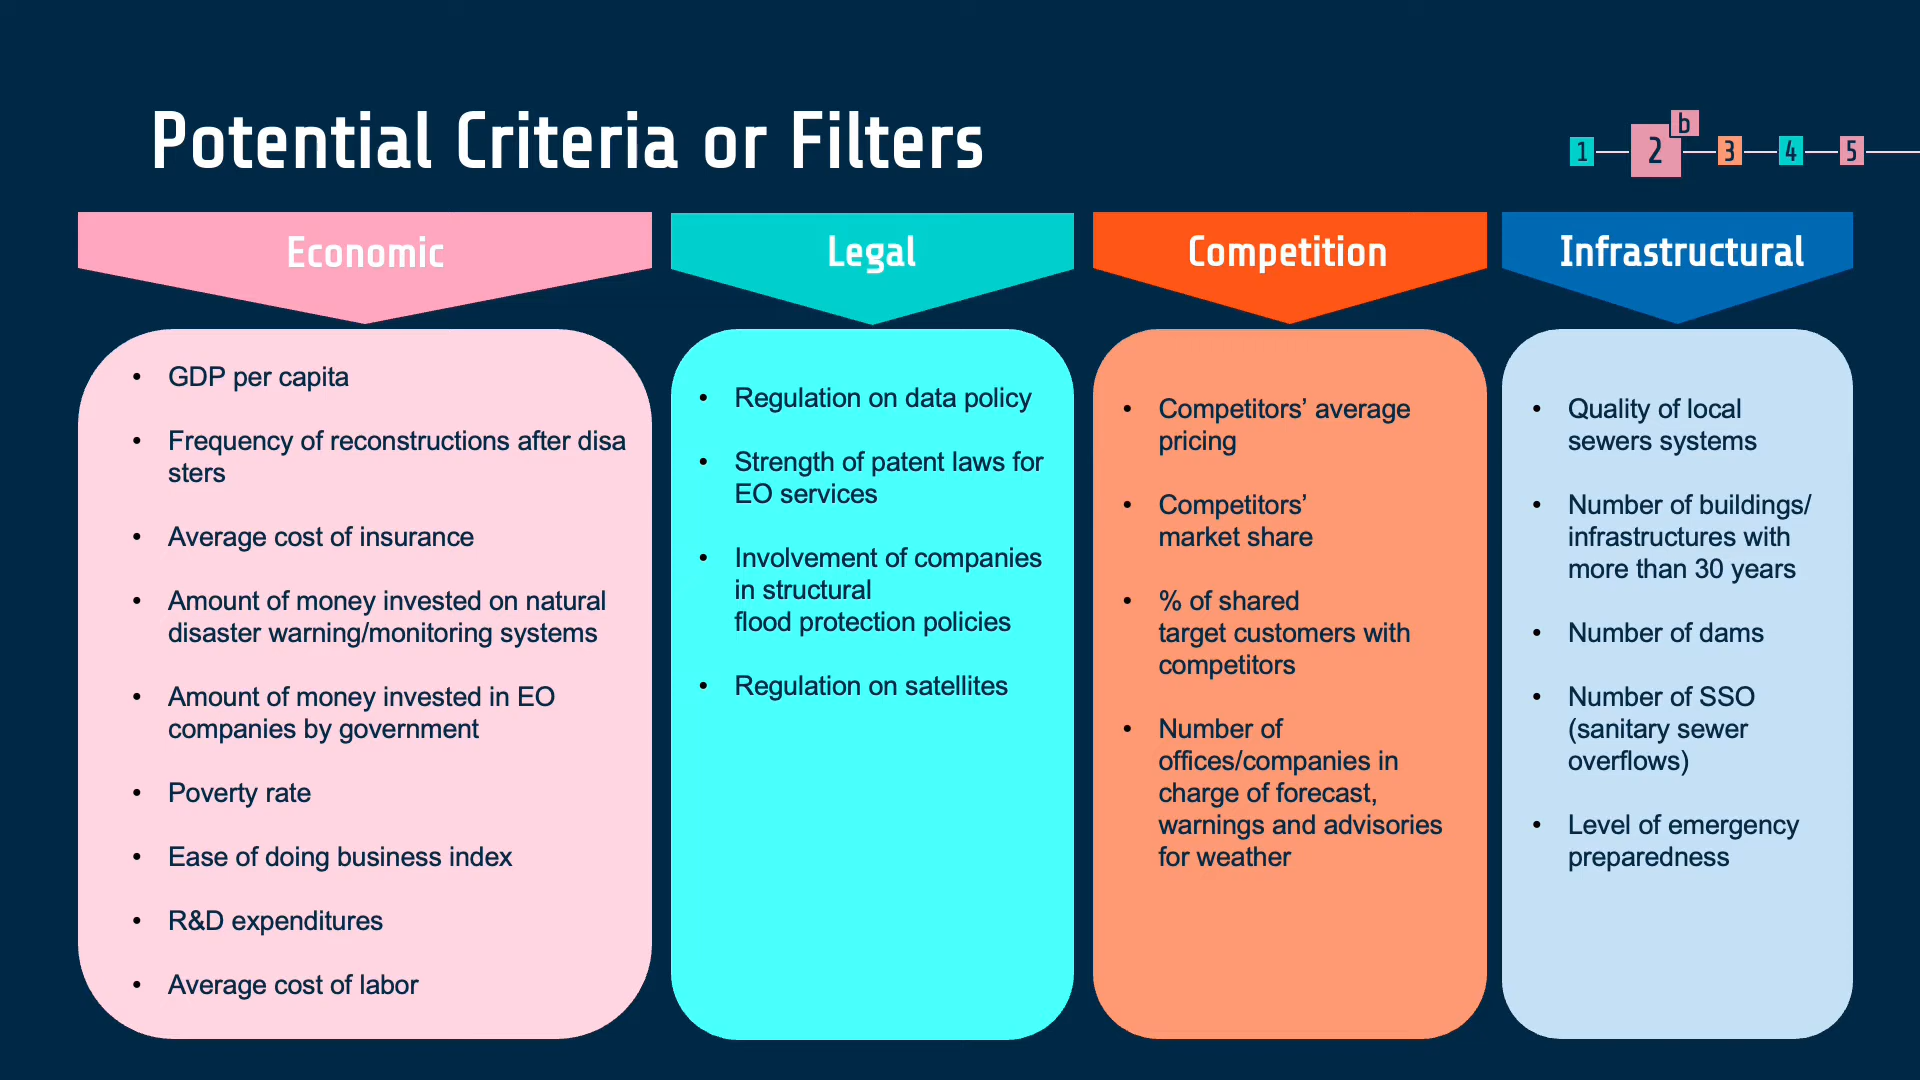 Potential Criteria or Filters
1
2
b
3
4
5
Economic
• GDP per capita
• Frequency of reconstructions after disa
sters
• Average cost of insurance
• Amount of money invested on natural
disaster warning/monitoring systems
• Amount of money invested in EO
companies by government
• Poverty rate
• Ease of doing business index
• R&D expenditures
• Average cost of labor
Legal
• Regulation on data policy
• Strength of patent laws for
EO services
• Involvement of companies
in structural
flood protection policies
• Regulation on satellites
Competition
• Competitors’ average
pricing
• Competitors’
market share
• % of shared
target customers with
competitors
• Number of
offices/companies in
charge of forecast,
warnings and advisories
for weather
Infrastructural
• Quality of local
sewers systems
• Number of buildings/
infrastructures with
more than 30 years
• Number of dams
• Number of SSO
(sanitary sewer
overflows)
• Level of emergency
preparedness